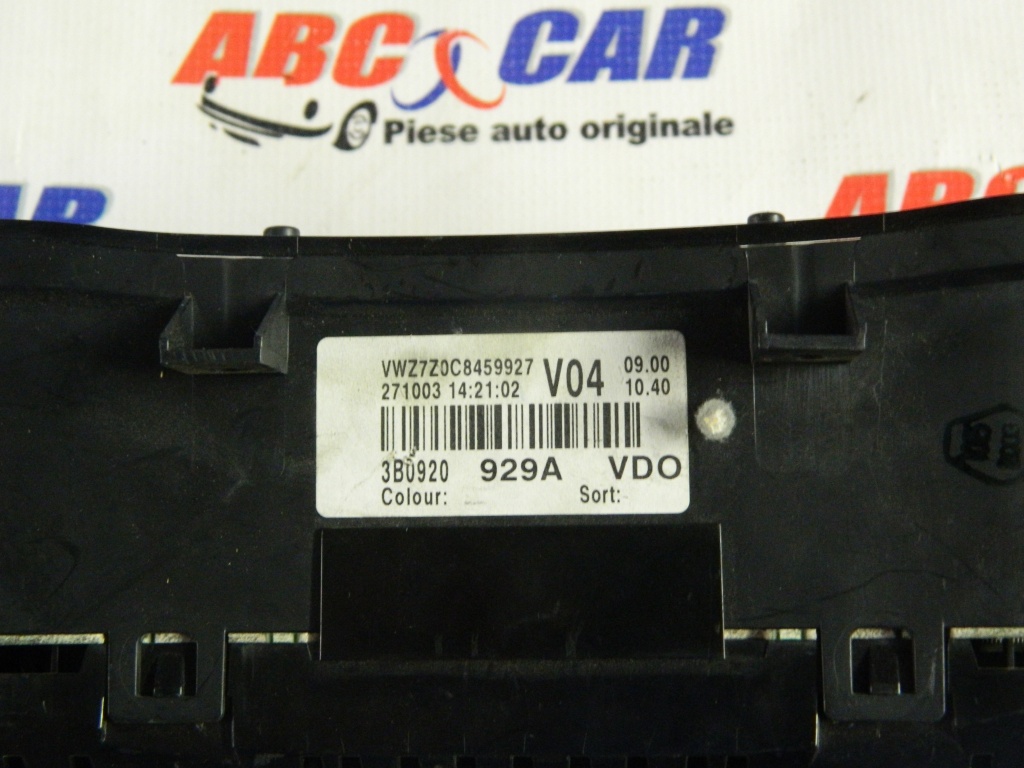 ABC CAR
Piese auto originale
CAR
ABC
VWZ7Z0C8459927 V04 09.00
271003 14:21:02 10.40
3B0920 929A VDO
Colour: Sort: